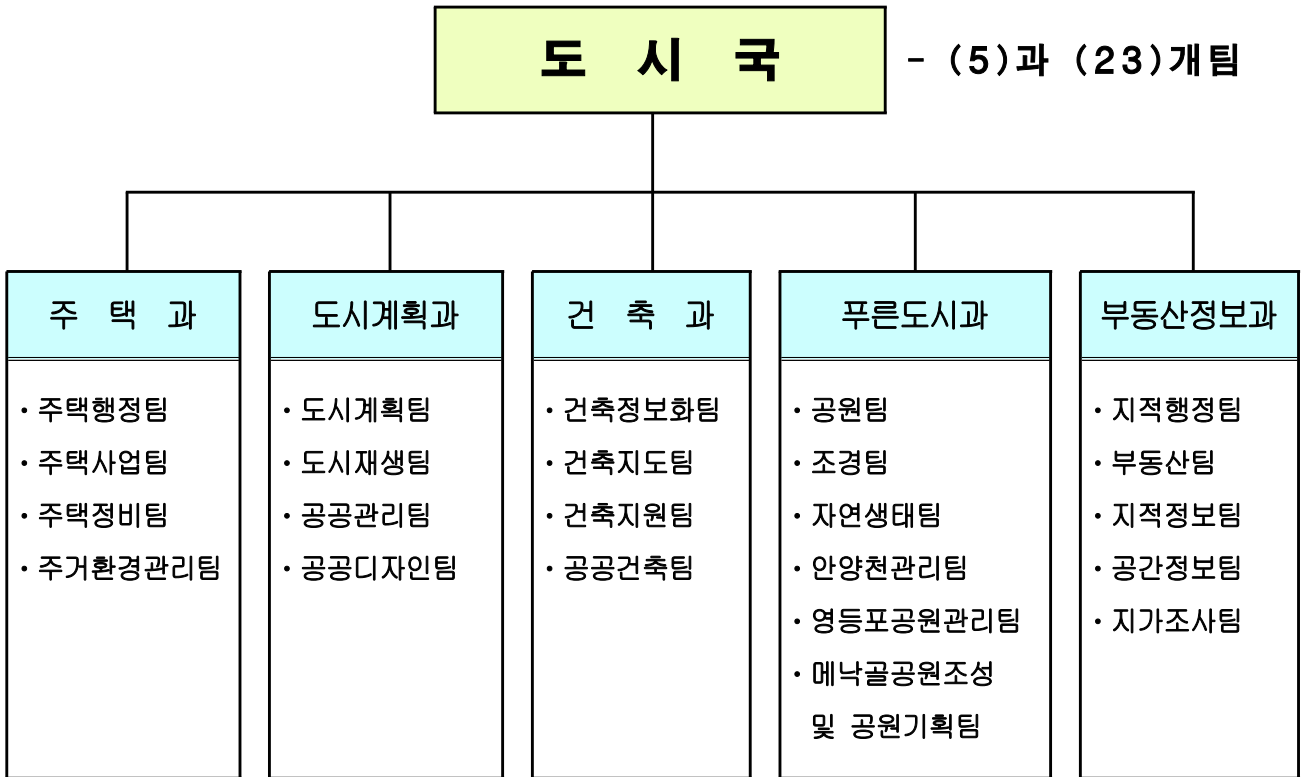 도 시 국
- (5)과 (23)개팀
주 택 과
· 주택행정팀
· 주택사업팀
· 주택정비팀
· 주거환경관리팀
도시계획과
· 도시계획팀
· 도시재생팀
· 공공관리팀
· 공공디자인팀
건 축 과
· 건축정보화팀
· 건축지도팀
· 건축지원팀
· 공공건축팀
푸른도시과
· 공원팀
· 조경팀
· 자연생태팀
· 안양천관리팀
· 영등포공원관리팀
· 메낙골공원조성
및 공원기획팀
부동산정보과
· 지적행정팀
· 부동산팀
· 지적정보팀
· 공간정보팀
· 지가조사팀